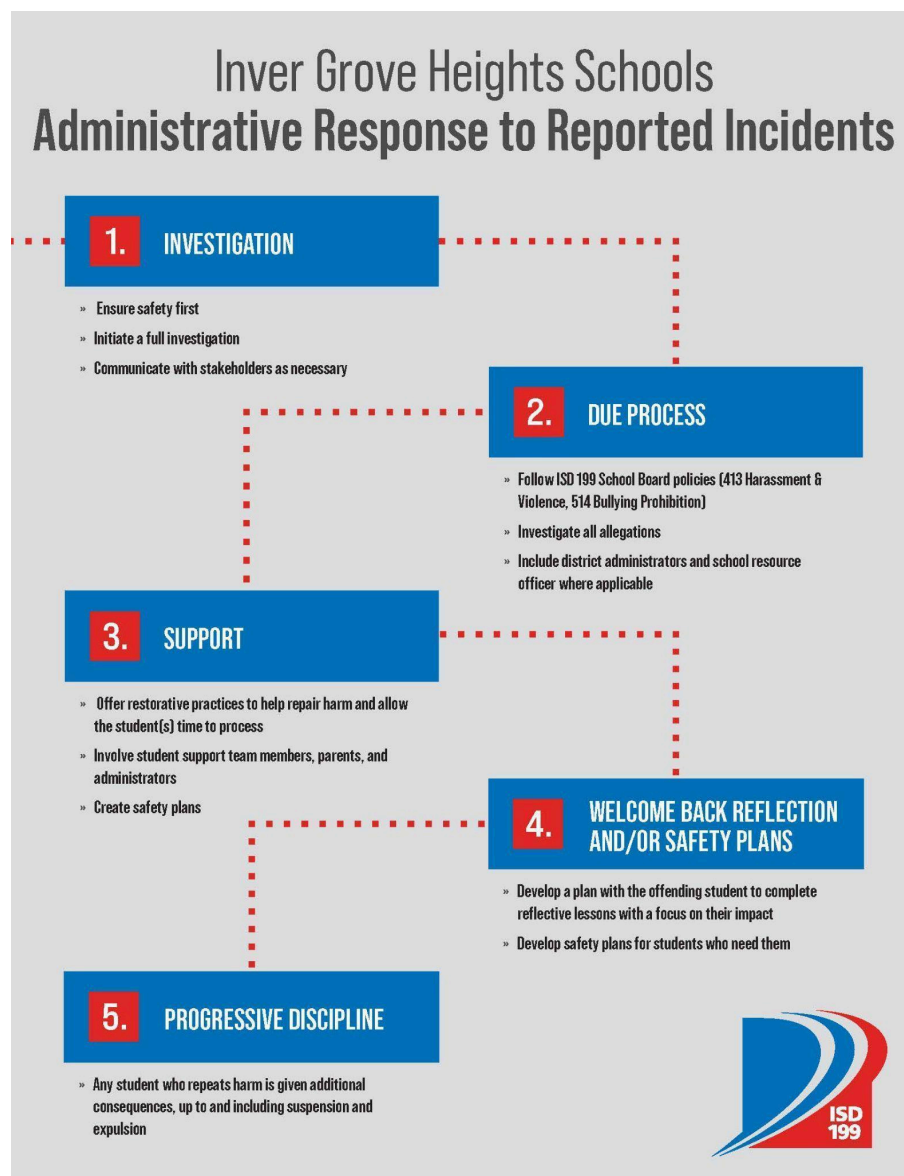 Inver Grove Heights Schools
Administrative Response to Reported Incidents
1. INVESTIGATION
» Ensure safety first
» Initiate a full investigation
» Communicate with stakeholders as necessary
2. DUE PROCESS
» Follow ISD 199 School Board policies (413 Harassment &
Violence, 514 Bullying Prohibition)
» Investigate all allegations
» Include district administrators and school resource
officer where applicable
3. SUPPORT
» Offer restorative practices to help repair harm and allow
the student(s) time to process
» Involve student support team members, parents, and
administrators
» Create safety plans
4. WELCOME BACK REFLECTION
AND/OR SAFETY PLANS
» Develop a plan with the offending student to complete
reflective lessons with a focus on their impact
» Develop safety plans for students who need them
5. PROGRESSIVE DISCIPLINE
» Any student who repeats harm is given additional
consequences, up to and including suspension and
expulsion
ISD
199